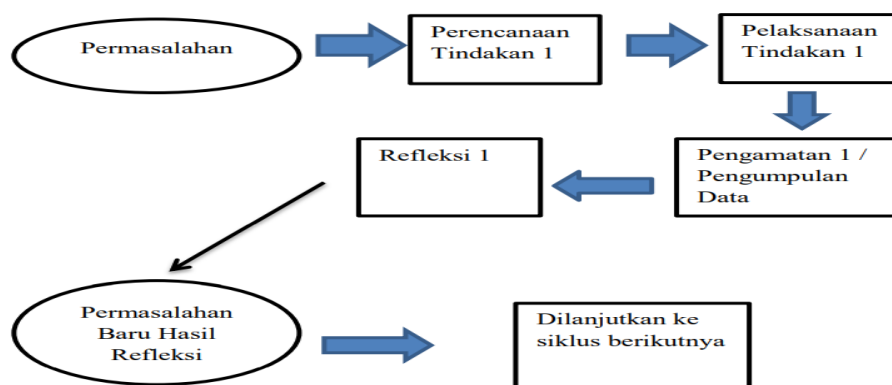 Permasalahan
Perencanaan
Tindakan 1
Pelaksanaan
Tindakan 1
Refleksi 1
Pengamatan 1 /
Pengumpulan
Data
Permasalahan
Baru Hasil
Refleksi
Dilanjutkan ke
siklus berikutnya